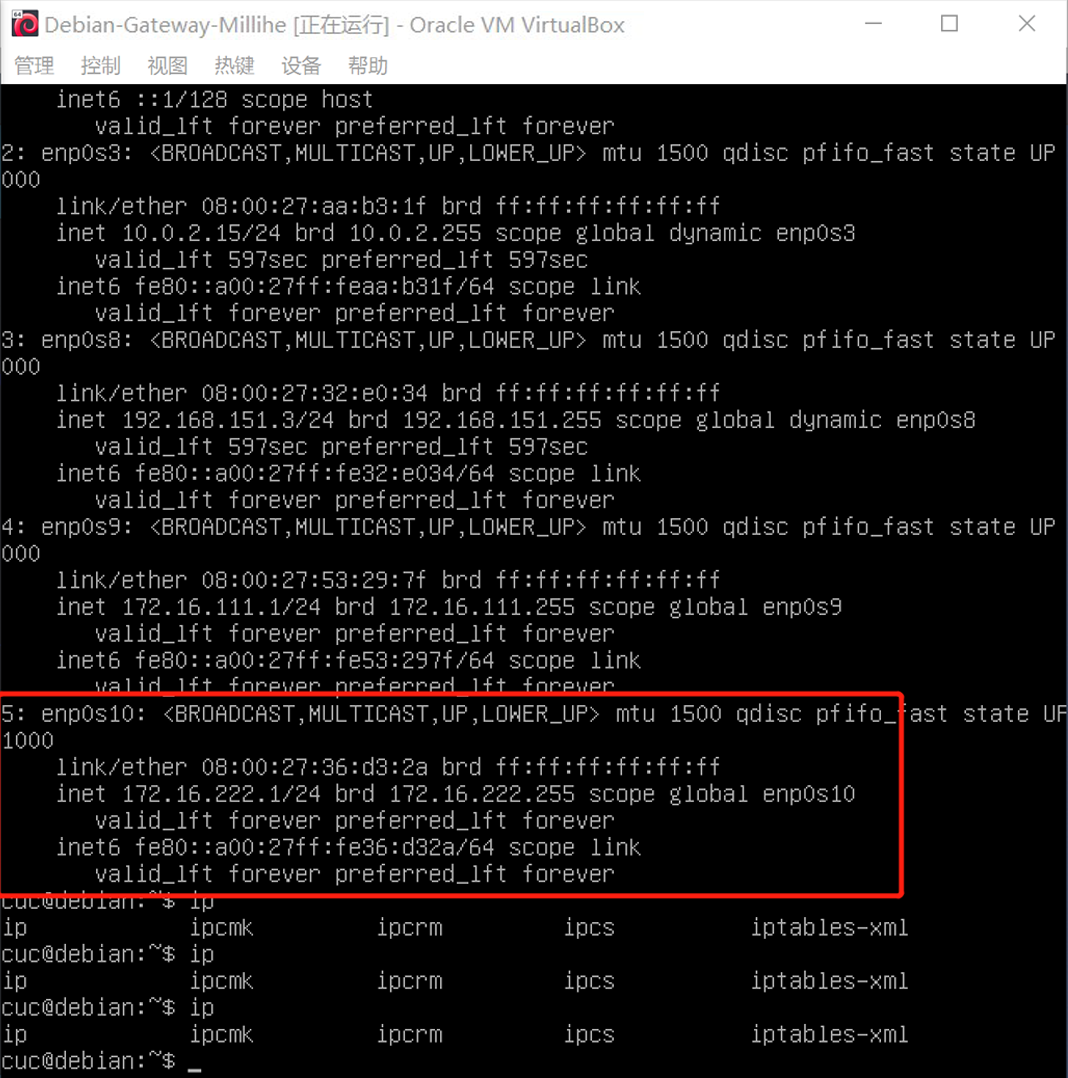 Debian-Gateway-Millihe [正在运行] - Oracle VM VirtualBox
管理 控制 视图 热键 设备 帮助
inet6 ::1/128 scope host
valid_lft forever preferred_lft forever
2: enp0s3: <BROADCAST,MULTICAST,UP,LOWER_UP> mtu 1500 qdisc pfifo_fast state UP
000
link/ether 08:00:27:aa:b3:1f brd ff:ff:ff:ff:ff:ff
inet 10.0.2.15/24 brd 10.0.2.255 scope global dynamic enp0s3
valid_lft 597sec preferred_lft 597sec
inet6 fe80::a00:27ff:feaa:b31f/64 scope link
valid_lft forever preferred_lft forever
3: enp0s8: <BROADCAST,MULTICAST,UP,LOWER_UP> mtu 1500 qdisc pfifo_fast state UP
000
link/ether 08:00:27:32:e0:34 brd ff:ff:ff:ff:ff:ff
inet 192.168.151.3/24 brd 192.168.151.255 scope global dynamic enp0s8
valid_lft 597sec preferred_lft 597sec
inet6 fe80::a00:27ff:fe32:e034/64 scope link
valid_lft forever preferred_lft forever
4: enp0s9: <BROADCAST,MULTICAST,UP,LOWER_UP> mtu 1500 qdisc pfifo_fast state UP
000
link/ether 08:00:27:53:29:7f brd ff:ff:ff:ff:ff:ff
inet 172.16.111.1/24 brd 172.16.111.255 scope global enp0s9
valid_lft forever preferred_lft forever
inet6 fe80::a00:27ff:fe53:297f/64 scope link
valid_lft forever preferred_lft forever
5: enp0s10: <BROADCAST,MULTICAST,UP,LOWER_UP> mtu 1500 qdisc pfifo_fast state UP
1000
link/ether 08:00:27:36:d3:2a brd ff:ff:ff:ff:ff:ff
inet 172.16.222.1/24 brd 172.16.222.255 scope global enp0s10
valid_lft forever preferred_lft forever
inet6 fe80::a00:27ff:fe36:d32a/64 scope link
valid_lft forever preferred_lft forever
cuc@debian:~$ ip
ip ipcmk ipcrm ipcs iptables-xml
cuc@debian:~$ ip
ip ipcmk ipcrm ipcs iptables-xml
cuc@debian:~$ ip
ip ipcmk ipcrm ipcs iptables-xml
cuc@debian:~$ _